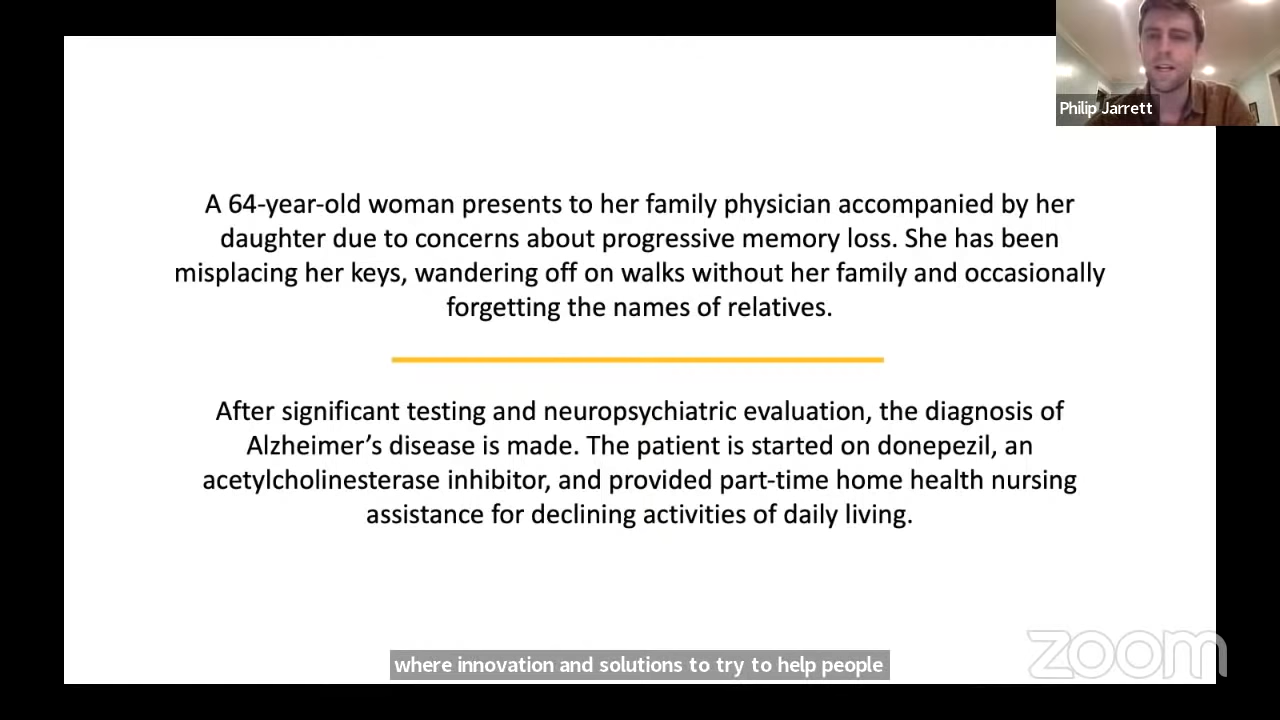 Philip Jarrett
A 64-year-old woman presents to her family physician accompanied by her
daughter due to concerns about progressive memory loss. She has been
misplacing her keys, wandering off on walks without her family and occasionally
forgetting the names of relatives.
After significant testing and neuropsychiatric evaluation, the diagnosis of
Alzheimer’s disease is made. The patient is started on donepezil, an
acetylcholinesterase inhibitor, and provided part-time home health nursing
assistance for declining activities of daily living.
where innovation and solutions to try to help people
zoom